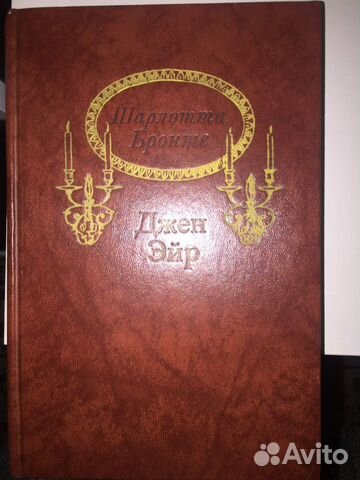 Шарлотта
Бронте
Джен
Эйр
Avito